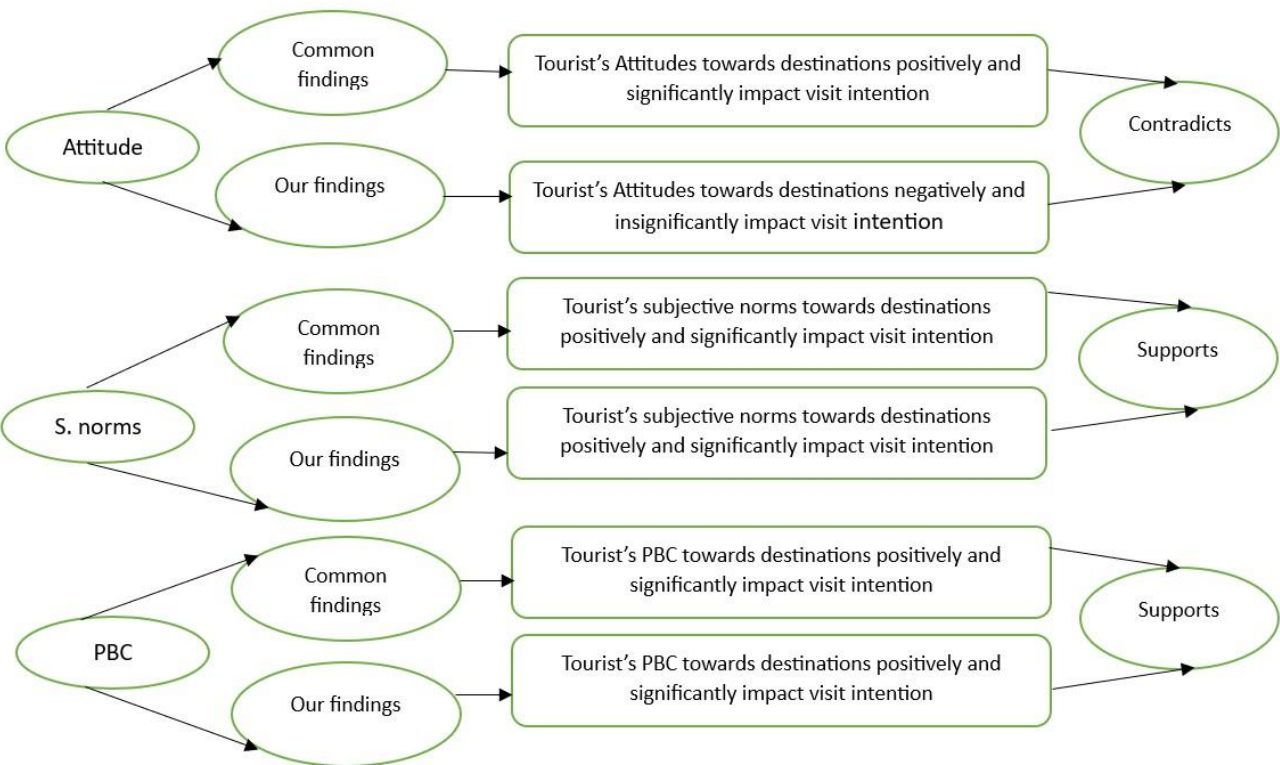 Common
findings
Tourist's Attitudes towards destinations positively and
significantly impact visit intention
Attitude
Contradicts
Our findings
Tourist's Attitudes towards destinations negatively and
insignificantly impact visit intention
Common
findings
Tourist's subjective norms towards destinations
positively and significantly impact visit intention
S. norms
Supports
Our findings
Tourist's subjective norms towards destinations
positively and significantly impact visit intention
Common
findings
Tourist's PBC towards destinations positively and
significantly impact visit intention
PBC
Supports
Our findings
Tourist's PBC towards destinations positively and
significantly impact visit intention